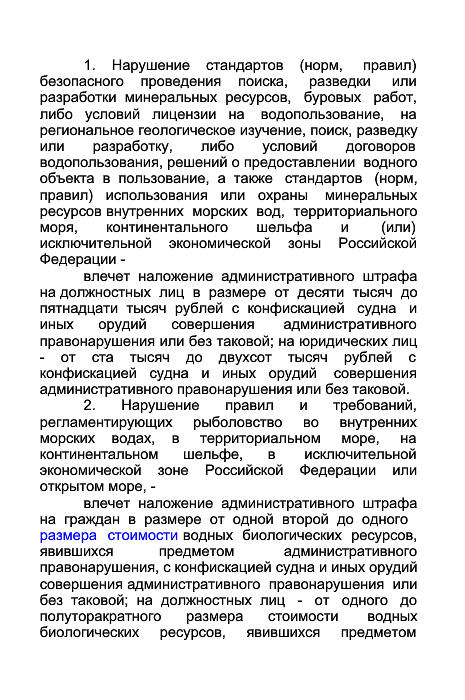 1. Нарушение стандартов (норм, правил)
безопасного проведения поиска, разведки или
разработки минеральных ресурсов, буровых работ,
либо условий лицензии на водопользование, на
региональное геологическое изучение, поиск, разведку
или разработку, либо условий договоров
водопользования, решений о предоставлении водного
объекта в пользование, а также стандартов (норм,
правил) использования или охраны минеральных
ресурсов внутренних морских вод, территориального
моря, континентального шельфа и (или)
исключительной экономической зоны Российской
Федерации -
влечет наложение административного штрафа
на должностных лиц в размере от десяти тысяч до
пятнадцати тысяч рублей с конфискацией судна и
иных орудий совершения административного
правонарушения или без таковой; на юридических лиц
- от ста тысяч до двухсот тысяч рублей с
конфискацией судна и иных орудий совершения
административного правонарушения или без таковой.
2. Нарушение правил и требований,
регламентирующих рыболовство во внутренних
морских водах, в территориальном море, на
континентальном шельфе, в исключительной
экономической зоне Российской Федерации или
открытом море, -
влечет наложение административного штрафа
на граждан в размере от одной второй до одного
размера стоимости водных биологических ресурсов,
явившихся предметом административного
правонарушения, с конфискацией судна и иных орудий
совершения административного правонарушения или
без таковой; на должностных лиц - от одного до
полуторакратного размера стоимости водных
биологических ресурсов, явившихся предметом